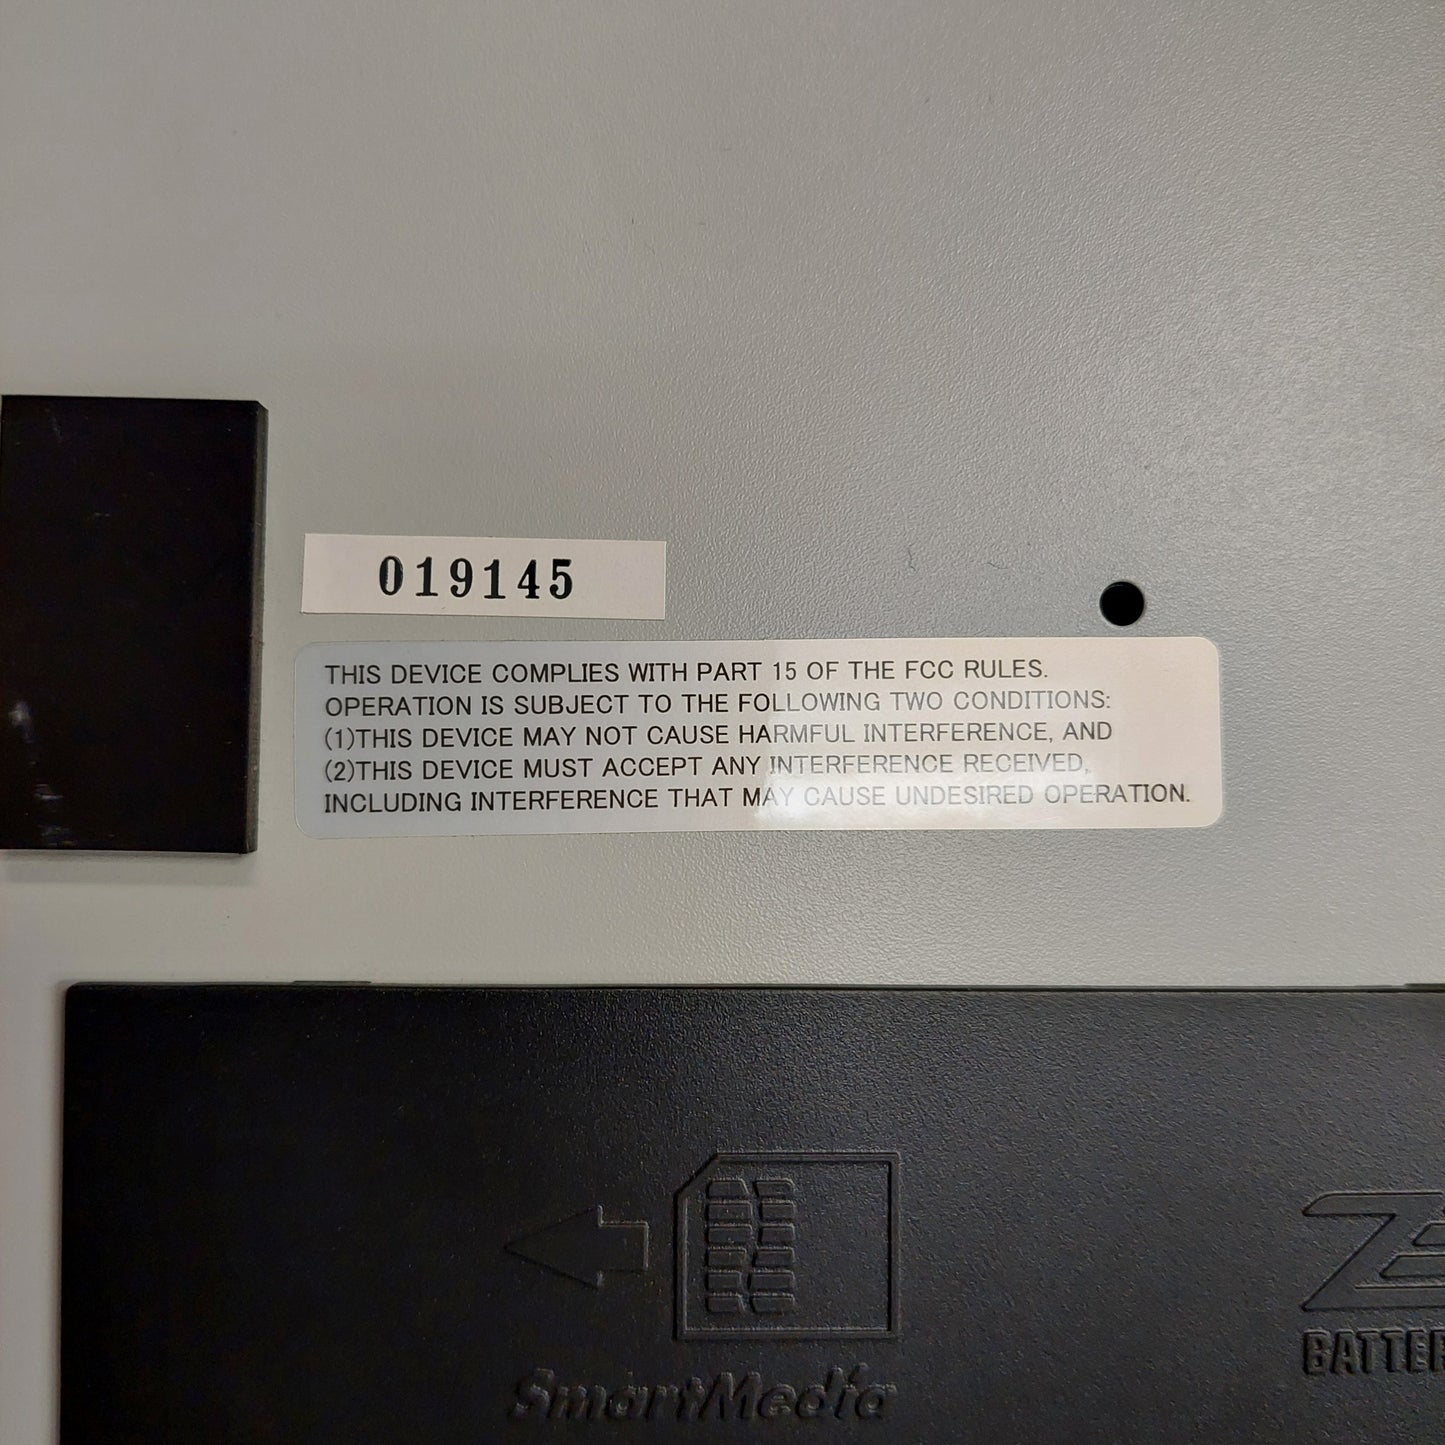 019145
THIS DEVICE COMPLIES WITH PART 15 OF THE FCC RULES.
OPERATION IS SUBJECT TO THE FOLLOWING TWO CONDITIONS:
(1)THIS DEVICE MAY NOT CAUSE HARMFUL INTERFERENCE, AND
(2)THIS DEVICE MUST ACCEPT ANY INTERFERENCE RECEIVED,
INCLUDING INTERFERENCE THAT MAY CAUSE UNDESIRED OPERATION.
SmartMedia